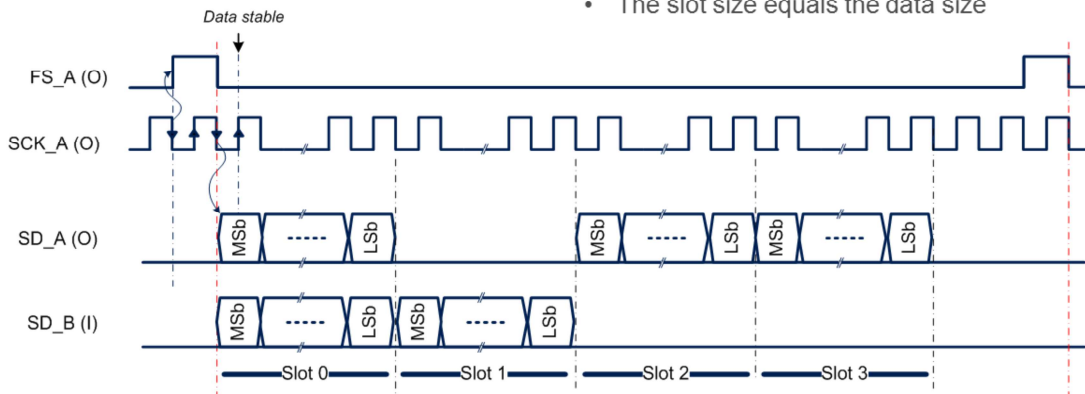 • The slot size equals the data size
Data stable
FS_A (O)
SCK_A (O)
SD_A (O)
MSb
LSb
MSb
LSb
MSb
LSb
SD_B (I)
MSb
LSb
MSb
LSb
Slot 0
Slot 1
Slot 2
Slot 3